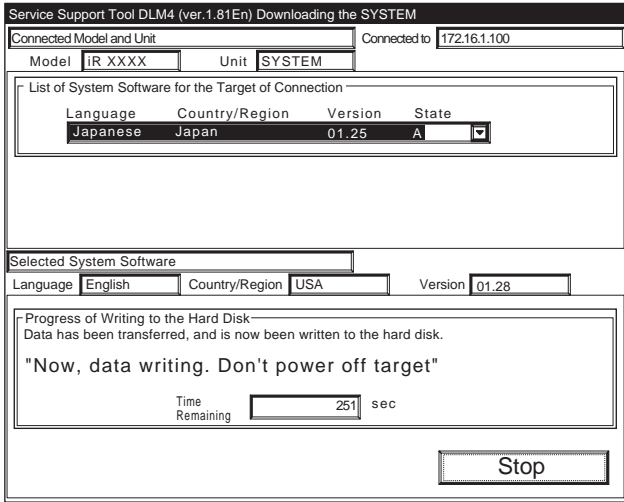 Service Support Tool DLM4 (ver.1.81En) Downloading the SYSTEM
Connected Model and Unit Connected to 172.16.1.100
Model iR XXXX Unit SYSTEM
List of System Software for the Target of Connection
Language Country/Region Version State
Japanese Japan 01.25 A
Selected System Software
Language English Country/Region USA Version 01.28
Progress of Writing to the Hard Disk
Data has been transferred, and is now been written to the hard disk.
"Now, data writing. Don't power off target"
Time Remaining 251 sec
Stop